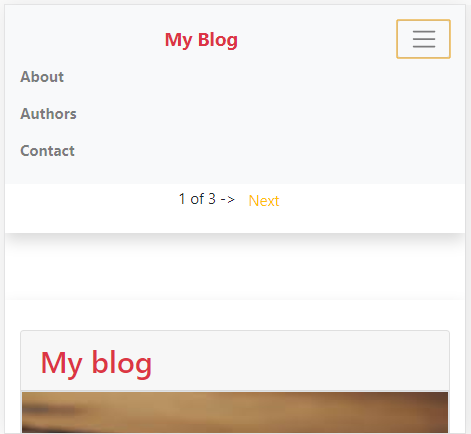 My Blog
About
Authors
Contact
1 of 3 -> Next
My blog